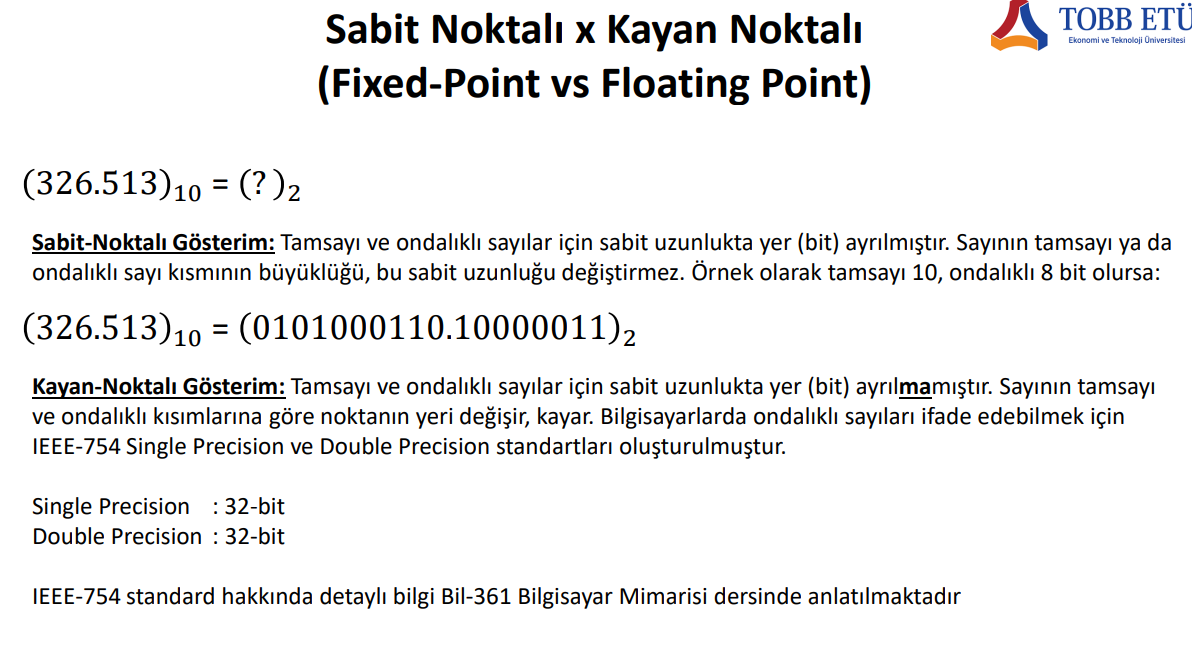 Sabit Noktalı x Kayan Noktalı
(Fixed-Point vs Floating Point)
TOBB ETÜ
Ekonomi ve Teknoloji Üniversitesi
(326.513)₁₀ = (? )₂
Sabit-Noktalı Gösterim: Tamsayı ve ondalıklı sayılar için sabit uzunlukta yer (bit) ayrılmıştır. Sayının tamsayı ya da
ondalıklı sayı kısmının büyüklüğü, bu sabit uzunluğu değiştirmez. Örnek olarak tamsayı 10, ondalıklı 8 bit olursa:
(326.513)₁₀ = (0101000110.10000011)₂
Kayan-Noktalı Gösterim: Tamsayı ve ondalıklı sayılar için sabit uzunlukta yer (bit) ayrılmamıştır. Sayının tamsayı
ve ondalıklı kısımlarına göre noktanın yeri değişir, kayar. Bilgisayarlarda ondalıklı sayıları ifade edebilmek için
IEEE-754 Single Precision ve Double Precision standartları oluşturulmuştur.
Single Precision : 32-bit
Double Precision : 32-bit
IEEE-754 standard hakkında detaylı bilgi Bil-361 Bilgisayar Mimarisi dersinde anlatılmaktadır